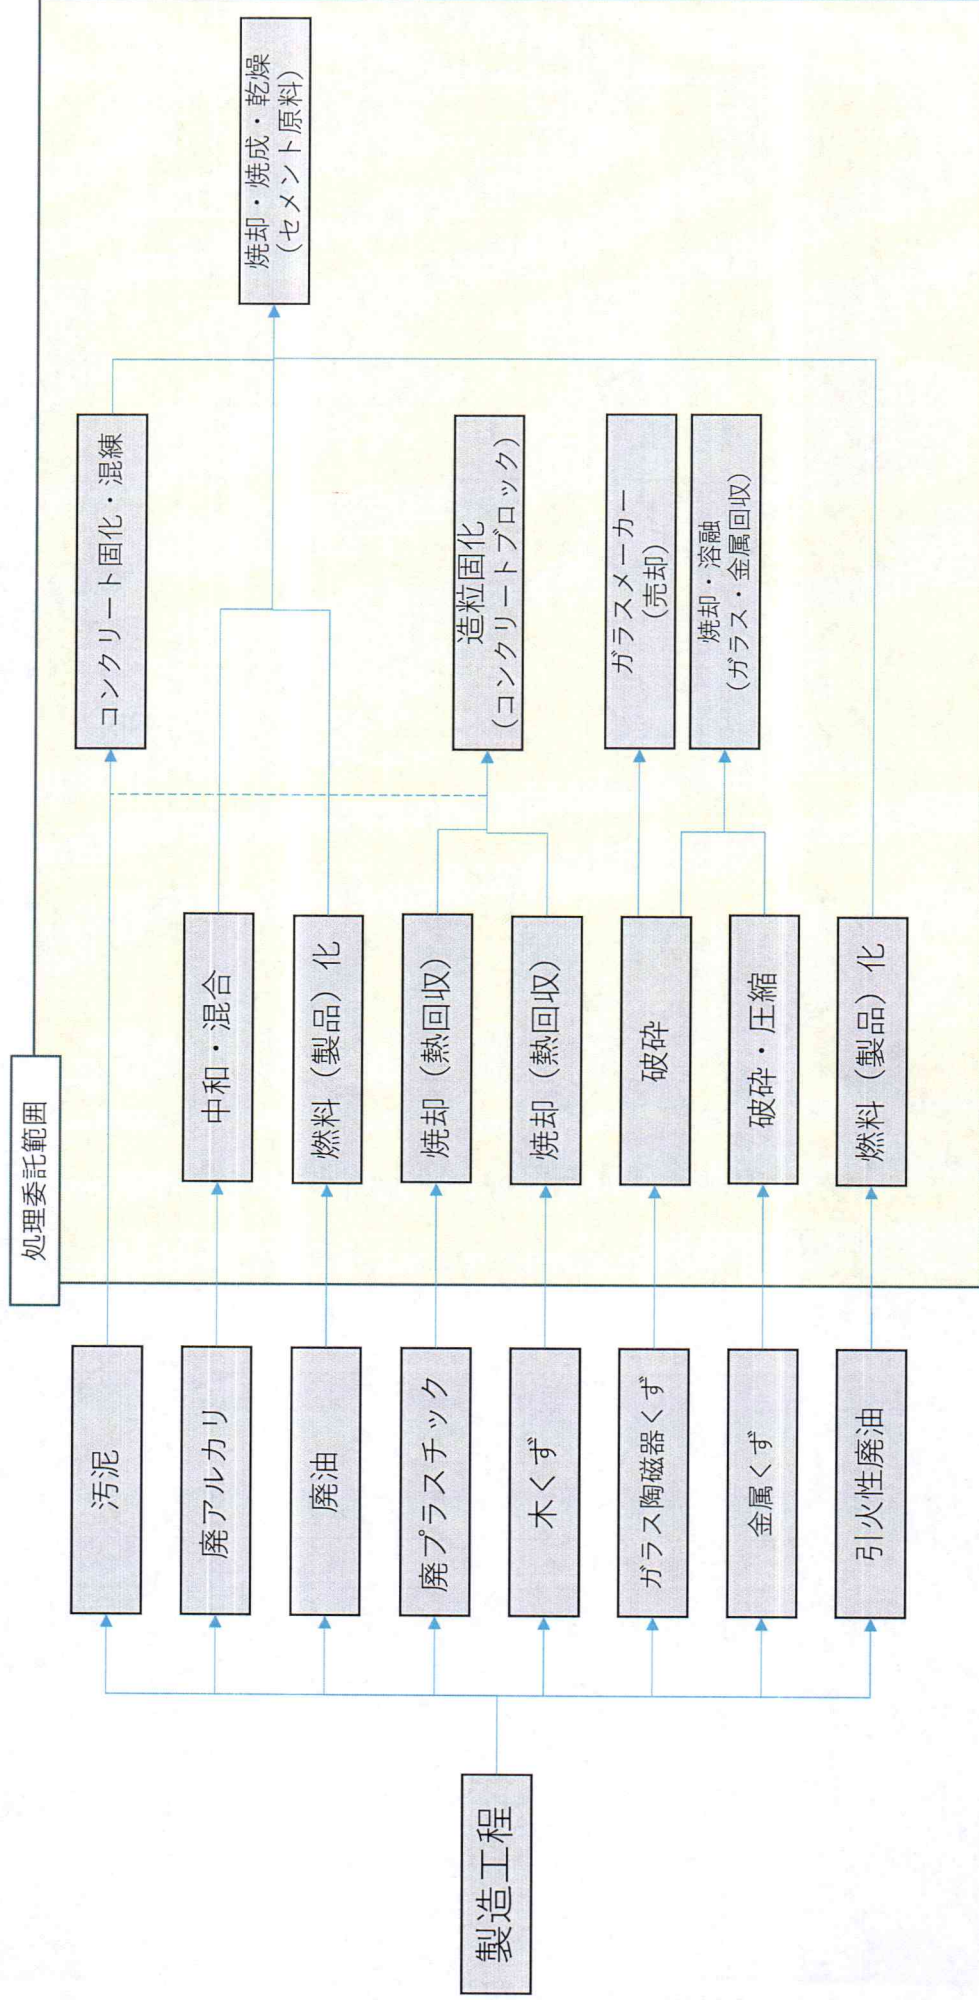 処理委託範囲
製造工程
汚泥
廃アルカリ
廃油
廃プラスチック
木くず
ガラス陶磁器くず
金属くず
引火性廃油
中和・混合
燃料（製品）化
焼却（熱回収）
焼却（熱回収）
破砕
破砕・圧縮
燃料（製品）化
コンクリート固化・混練
造粒固化
（コンクリートブロック）
ガラスメーカー
（売却）
焼却・溶融
（ガラス・金属回収）
焼却・焼成・乾燥
（セメント原料）